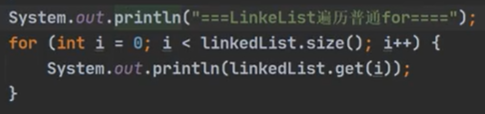 System.out.println("===LinkeList遍历普通for====");
for (int i = 0; i < linkedList.size(); i++) {
System.out.println(linkedList.get(i));
}